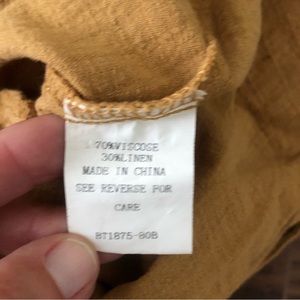 70%VISCOSE
30%LINEN
MADE IN CHINA
SEE REVERSE FOR
CARE
BT1875-80B